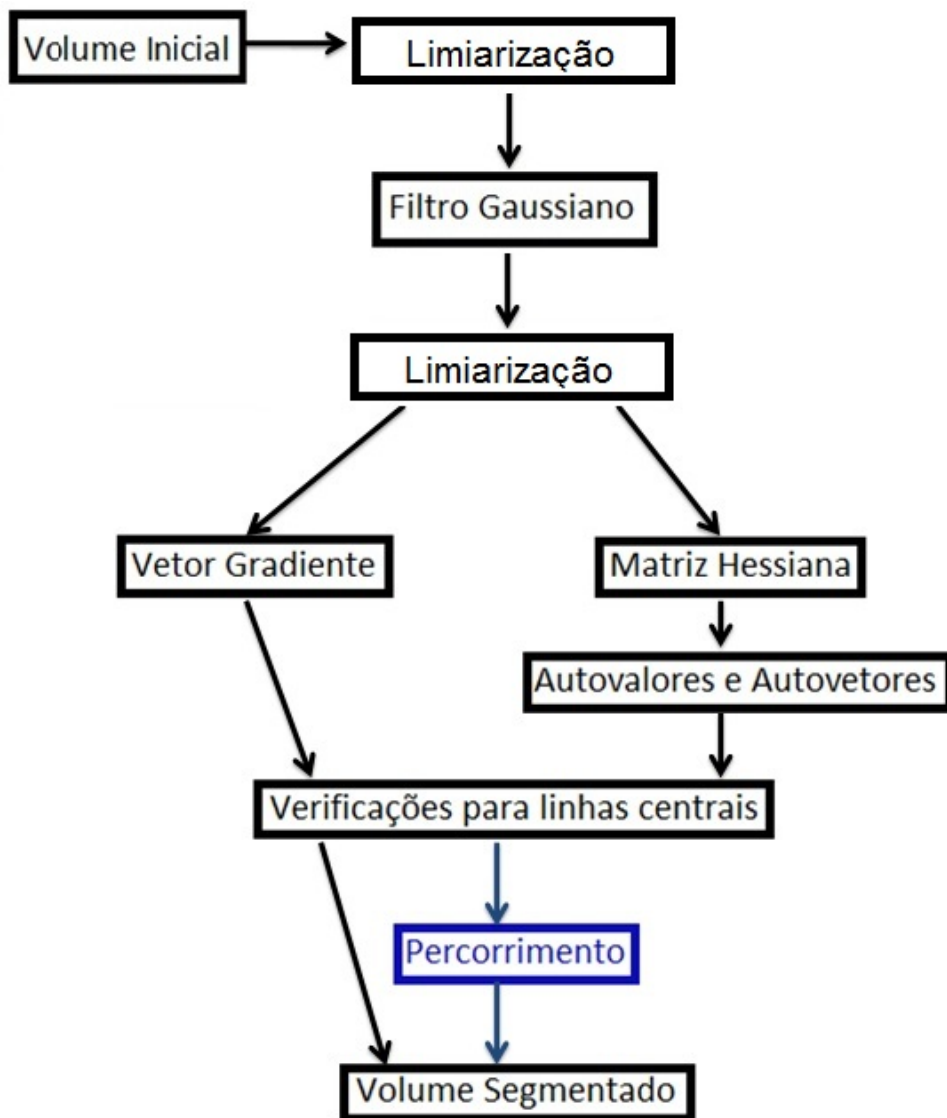 Volume Inicial
Limiarização
Filtro Gaussiano
Limiarização
Vetor Gradiente
Matriz Hessiana
Autovalores e Autovetores
Verificações para linhas centrais
Percorrimento
Volume Segmentado